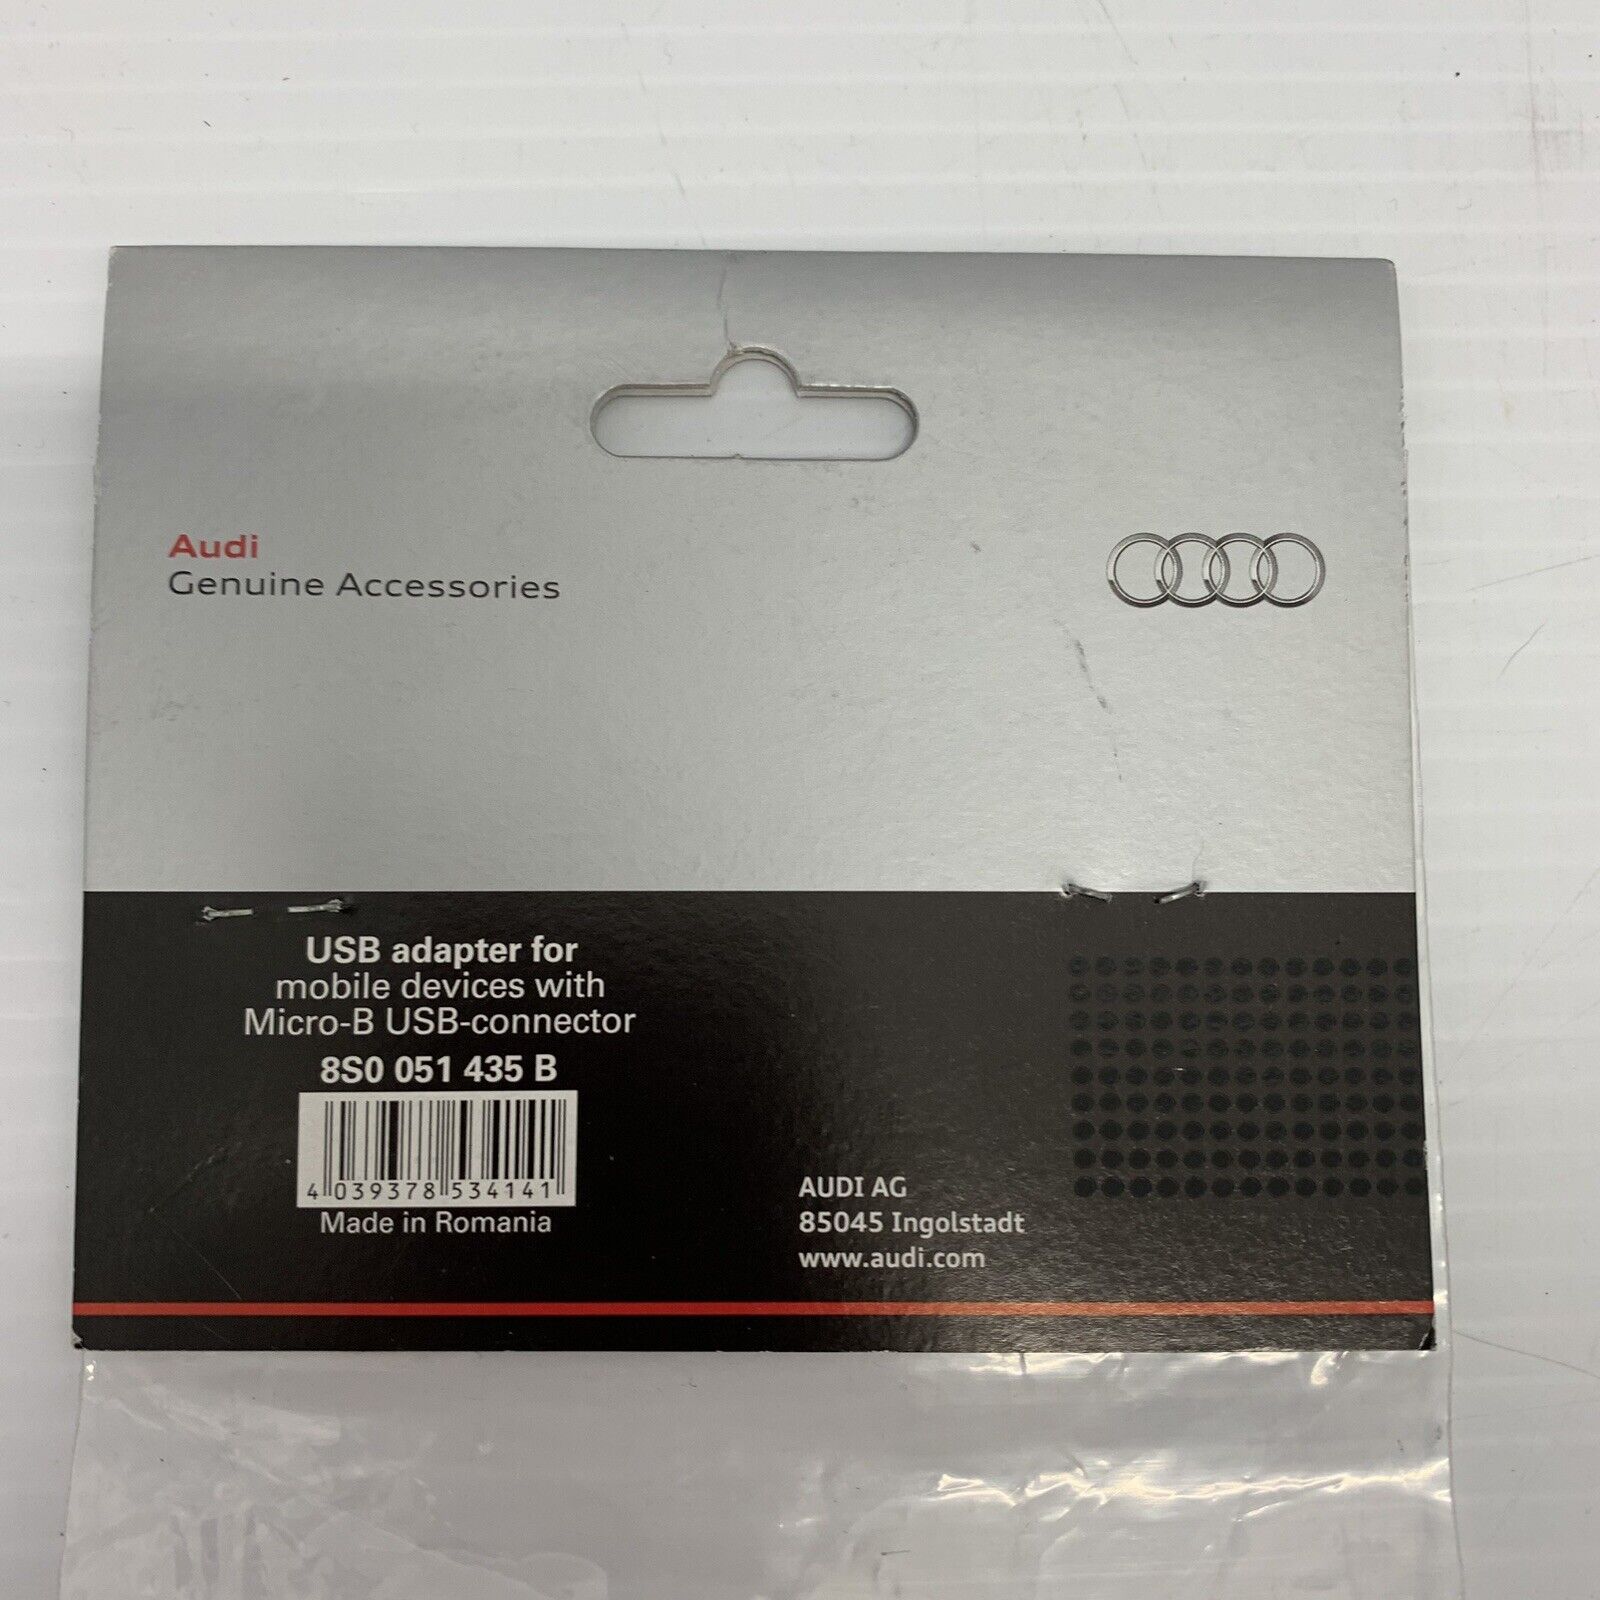 Audi
Genuine Accessories
USB adapter for
mobile devices with
Micro-B USB-connector
8S0 051 435 B
4 039378 534141
Made in Romania
AUDI AG
85045 Ingolstadt
www.audi.com